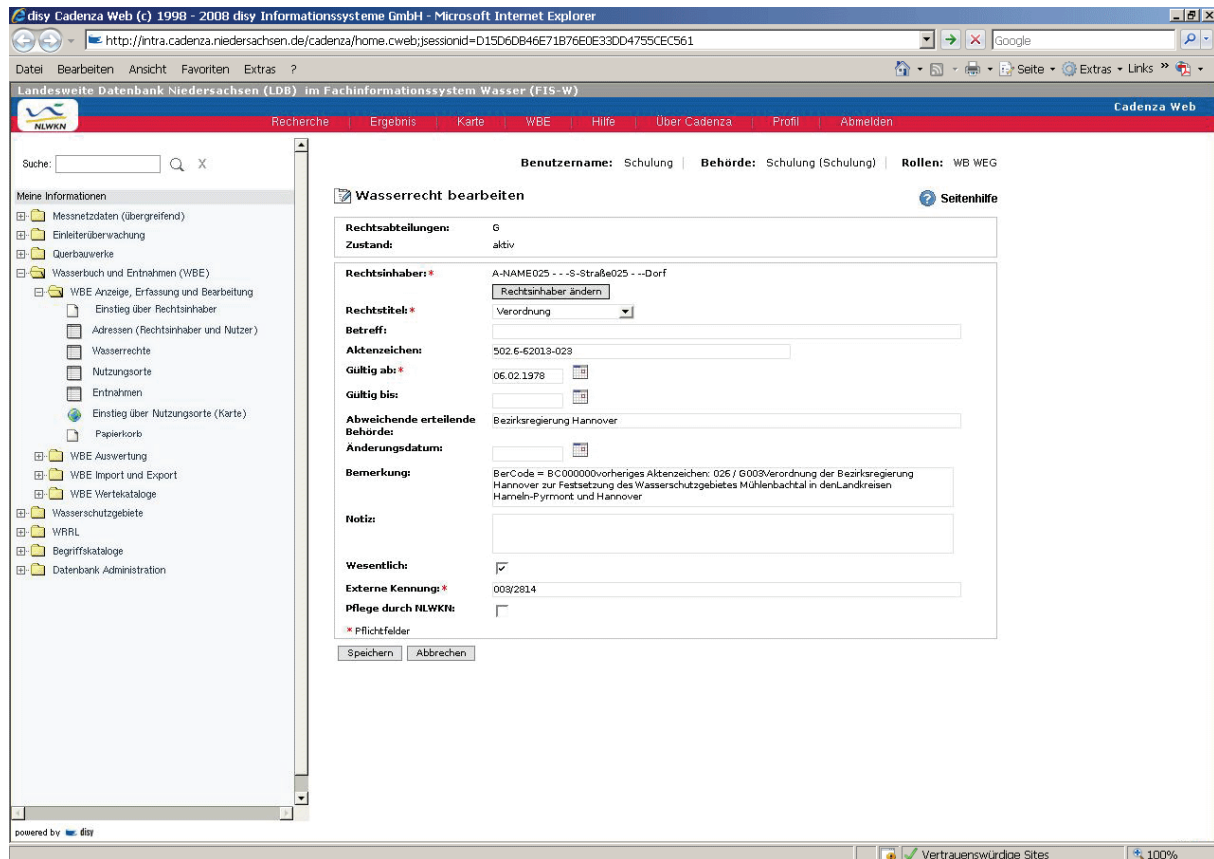 disy Cadenza Web (c) 1998 - 2008 disy Informationssysteme GmbH - Microsoft Internet Explorer
http://intra.cadenza.niedersachsen.de/cadenza/home.cweb;jsessionid=D15D6DB46E71B76E0E33DD4755CEC561
Google
Datei Bearbeiten Ansicht Favoriten Extras ?
Seite Extras Links »
Landesweite Datenbank Niedersachsen (LDB) im Fachinformationssystem Wasser (FIS-W)
Cadenza Web
NLWKN
Recherche | Ergebnis | Karte | WBE | Hilfe | Über Cadenza | Profil | Abmelden
Suche: X
Meine Informationen
Messnetzdaten (übergreifend)
Einleiterüberwachung
Querbauwerke
Wasserbuch und Entnahmen (WBE)
WBE Anzeige, Erfassung und Bearbeitung
Einstieg über Rechtsinhaber
Adressen (Rechtsinhaber und Nutzer)
Wasserrechte
Nutzungsorte
Entnahmen
Einstieg über Nutzungsorte (Karte)
Papierkorb
WBE Auswertung
WBE Import und Export
WBE Wertekataloge
Wasserschutzgebiete
WRRL
Begriffskataloge
Datenbank Administration
powered by disy
Benutzername: Schulung | Behörde: Schulung (Schulung) | Rollen: WB WEG
Wasserrecht bearbeiten
Seitenhilfe
Rechtsabteilungen: G
Zustand: aktiv
Rechtsinhaber:* A-NAME025 - - -S-Straße025 - --Dorf
Rechtsinhaber ändern
Rechtstitel:* Verordnung
Betreff:
Aktenzeichen: 502.6-62013-023
Gültig ab:* 06.02.1978
Gültig bis:
Abweichende erteilende Behörde: Bezirksregierung Hannover
Änderungsdatum:
Bemerkung: BerCode = BC000000vorheriges Aktenzeichen: 026 / G003Verordnung der Bezirksregierung
Hannover zur Festsetzung des Wasserschutzgebietes Mühlenbachtal in denLandkreisen
Hameln-Pyrmont und Hannover
Notiz:
Wesentlich:
Externe Kennung:* 003/2814
Pflege durch NLWKN:
* Pflichtfelder
Speichern Abbrechen
Vertrauenswürdige Sites
100%